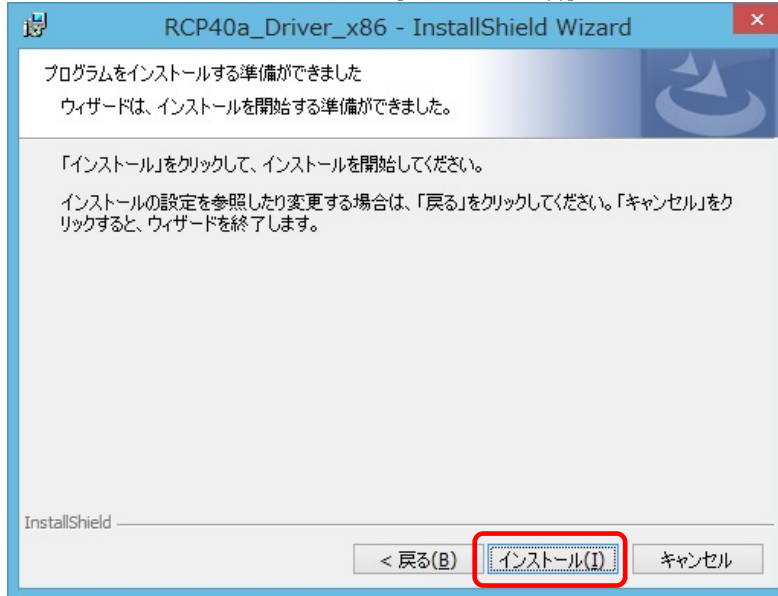 RCP40a_Driver_x86 - InstallShield Wizard
プログラムをインストールする準備ができました
ウィザードは、インストールを開始する準備ができました。
「インストール」をクリックして、インストールを開始してください。
インストールの設定を参照したり変更する場合は、「戻る」をクリックしてください。「キャンセル」をク
リックすると、ウィザードを終了します。
InstallShield
< 戻る(B)
インストール(I)
キャンセル